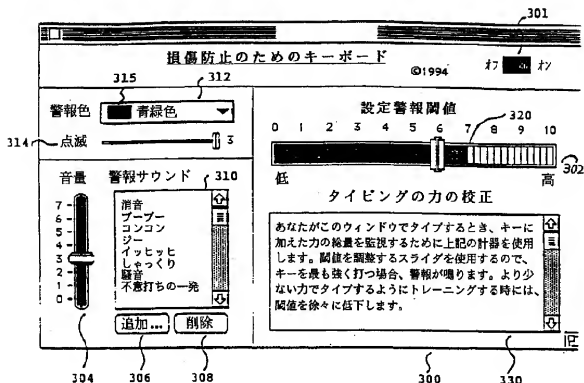 301
損傷防止のためのキーボード
©1994
オフ オン
315
312
警報色 青緑色
314 点滅 3
設定警報閾値
320
0 1 2 3 4 5 6 7 8 9 10
302
低 高
音量 警報サウンド 310
7
6
5
4
3
2
1
0
消音
ブーブー
コンコン
ジー
イッヒッヒ
しゃっくり
騒音
不意打ちの一発
追加... 削除
タイピングの力の校正
あなたがこのウィンドウでタイプするとき、キーに
加えた力の総量を監視するために上記の計器を使用
します。閾値を調整するスライダを使用するので、
キーを最も強く打つ場合、警報が鳴ります。より少
ない力でタイプするようにトレーニングする時には、
閾値を徐々に低下します。
304 306 308 300 330